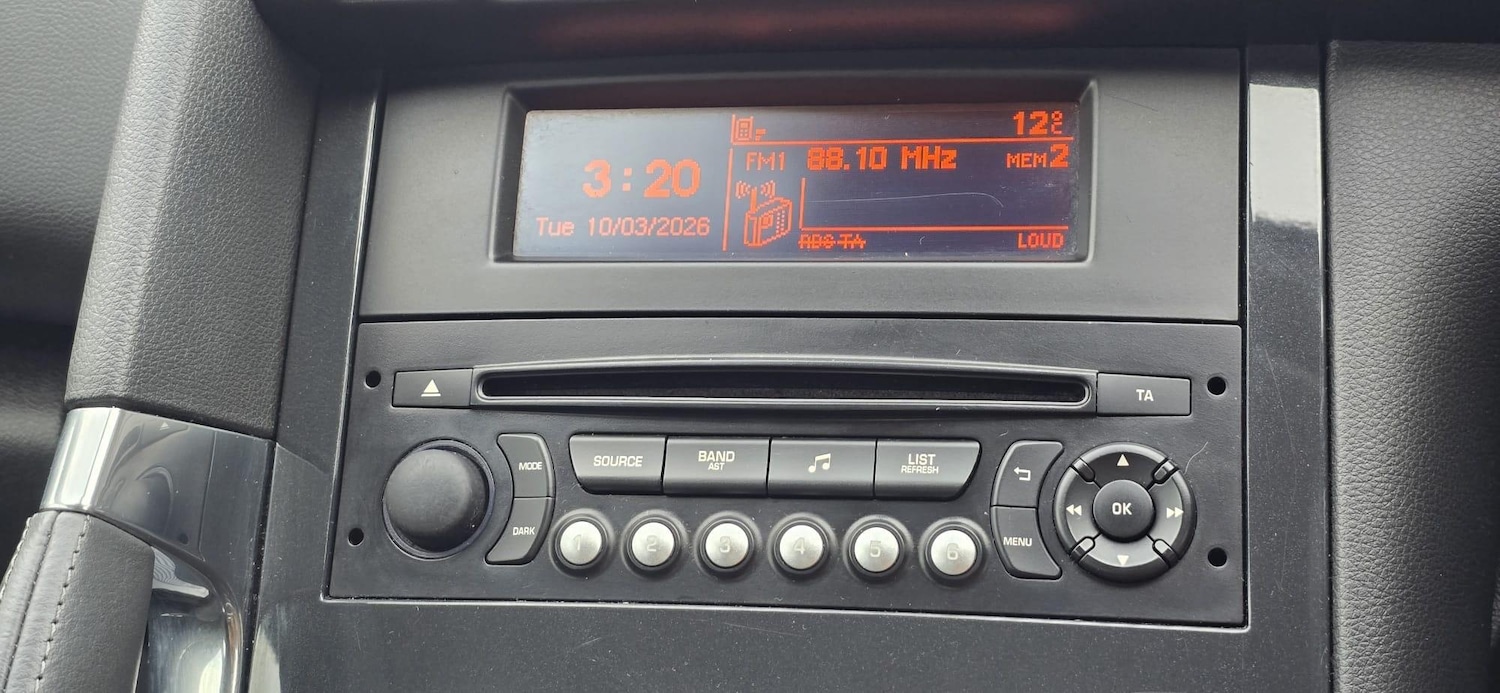 12°C
FM1 88.10 MHz MEM2
3:20
Tue 10/03/2026
RDS TA LOUD
TA
SOURCE
BAND
AST
LIST
REFRESH
MODE
DARK
OK
MENU
1 2 3 4 5 6